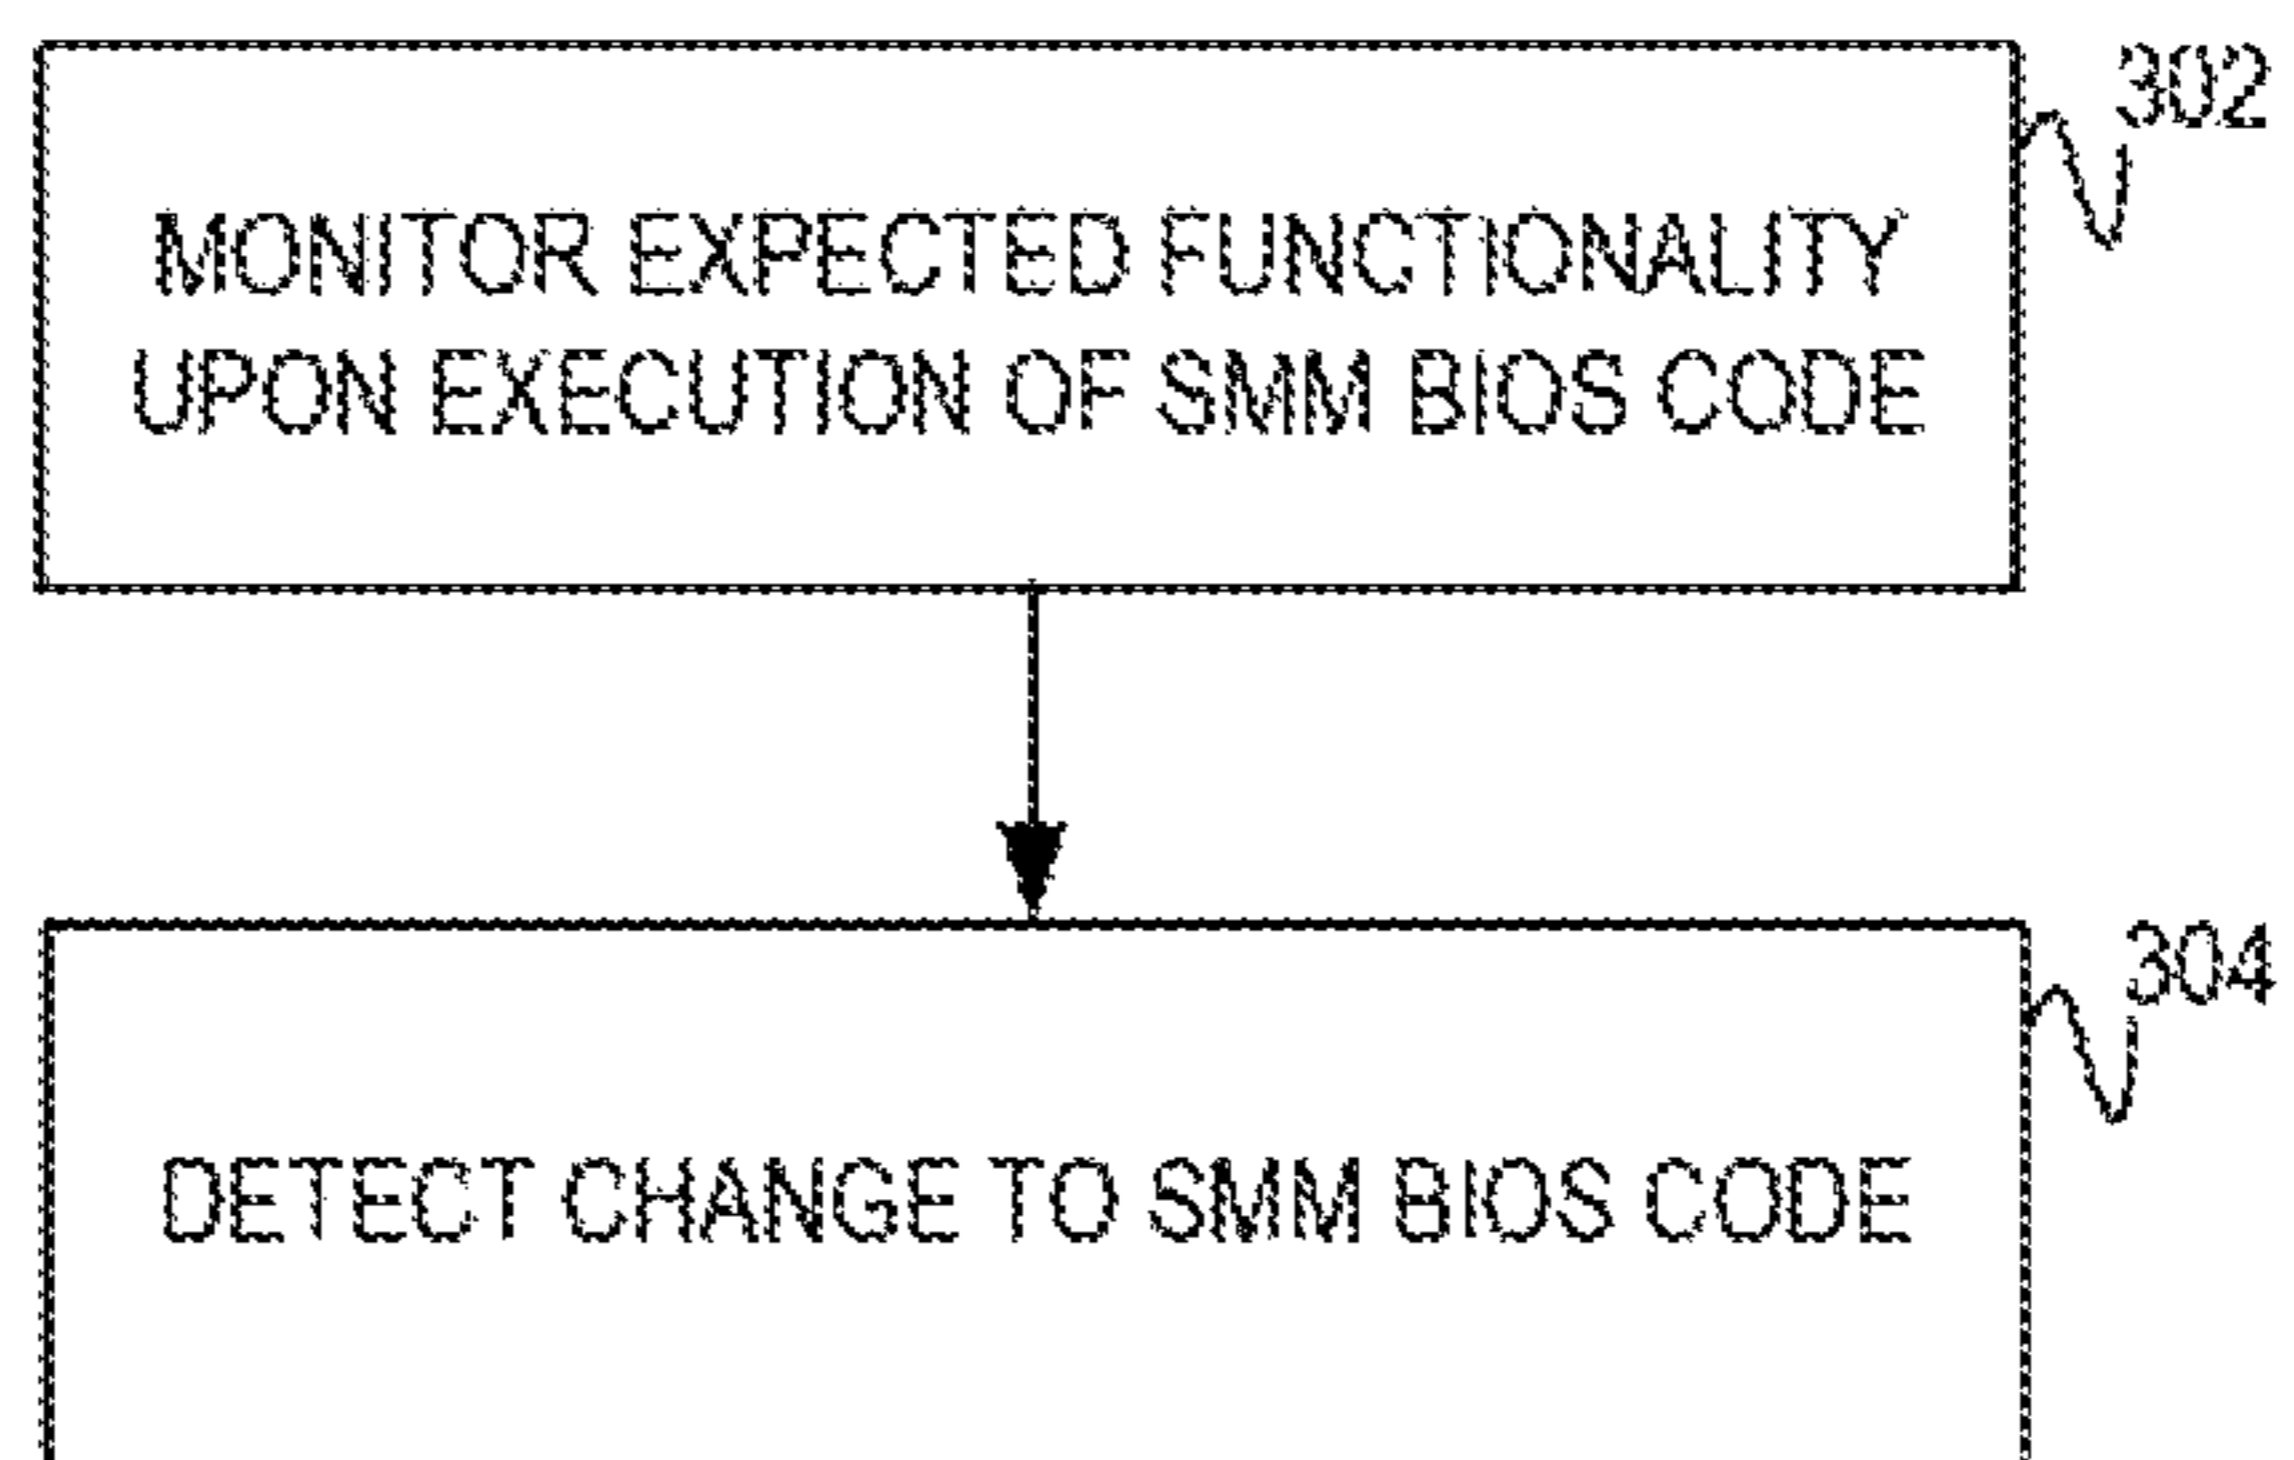 302
MONITOR EXPECTED FUNCTIONALITY
UPON EXECUTION OF SMM BIOS CODE
304
DETECT CHANGE TO SMM BIOS CODE